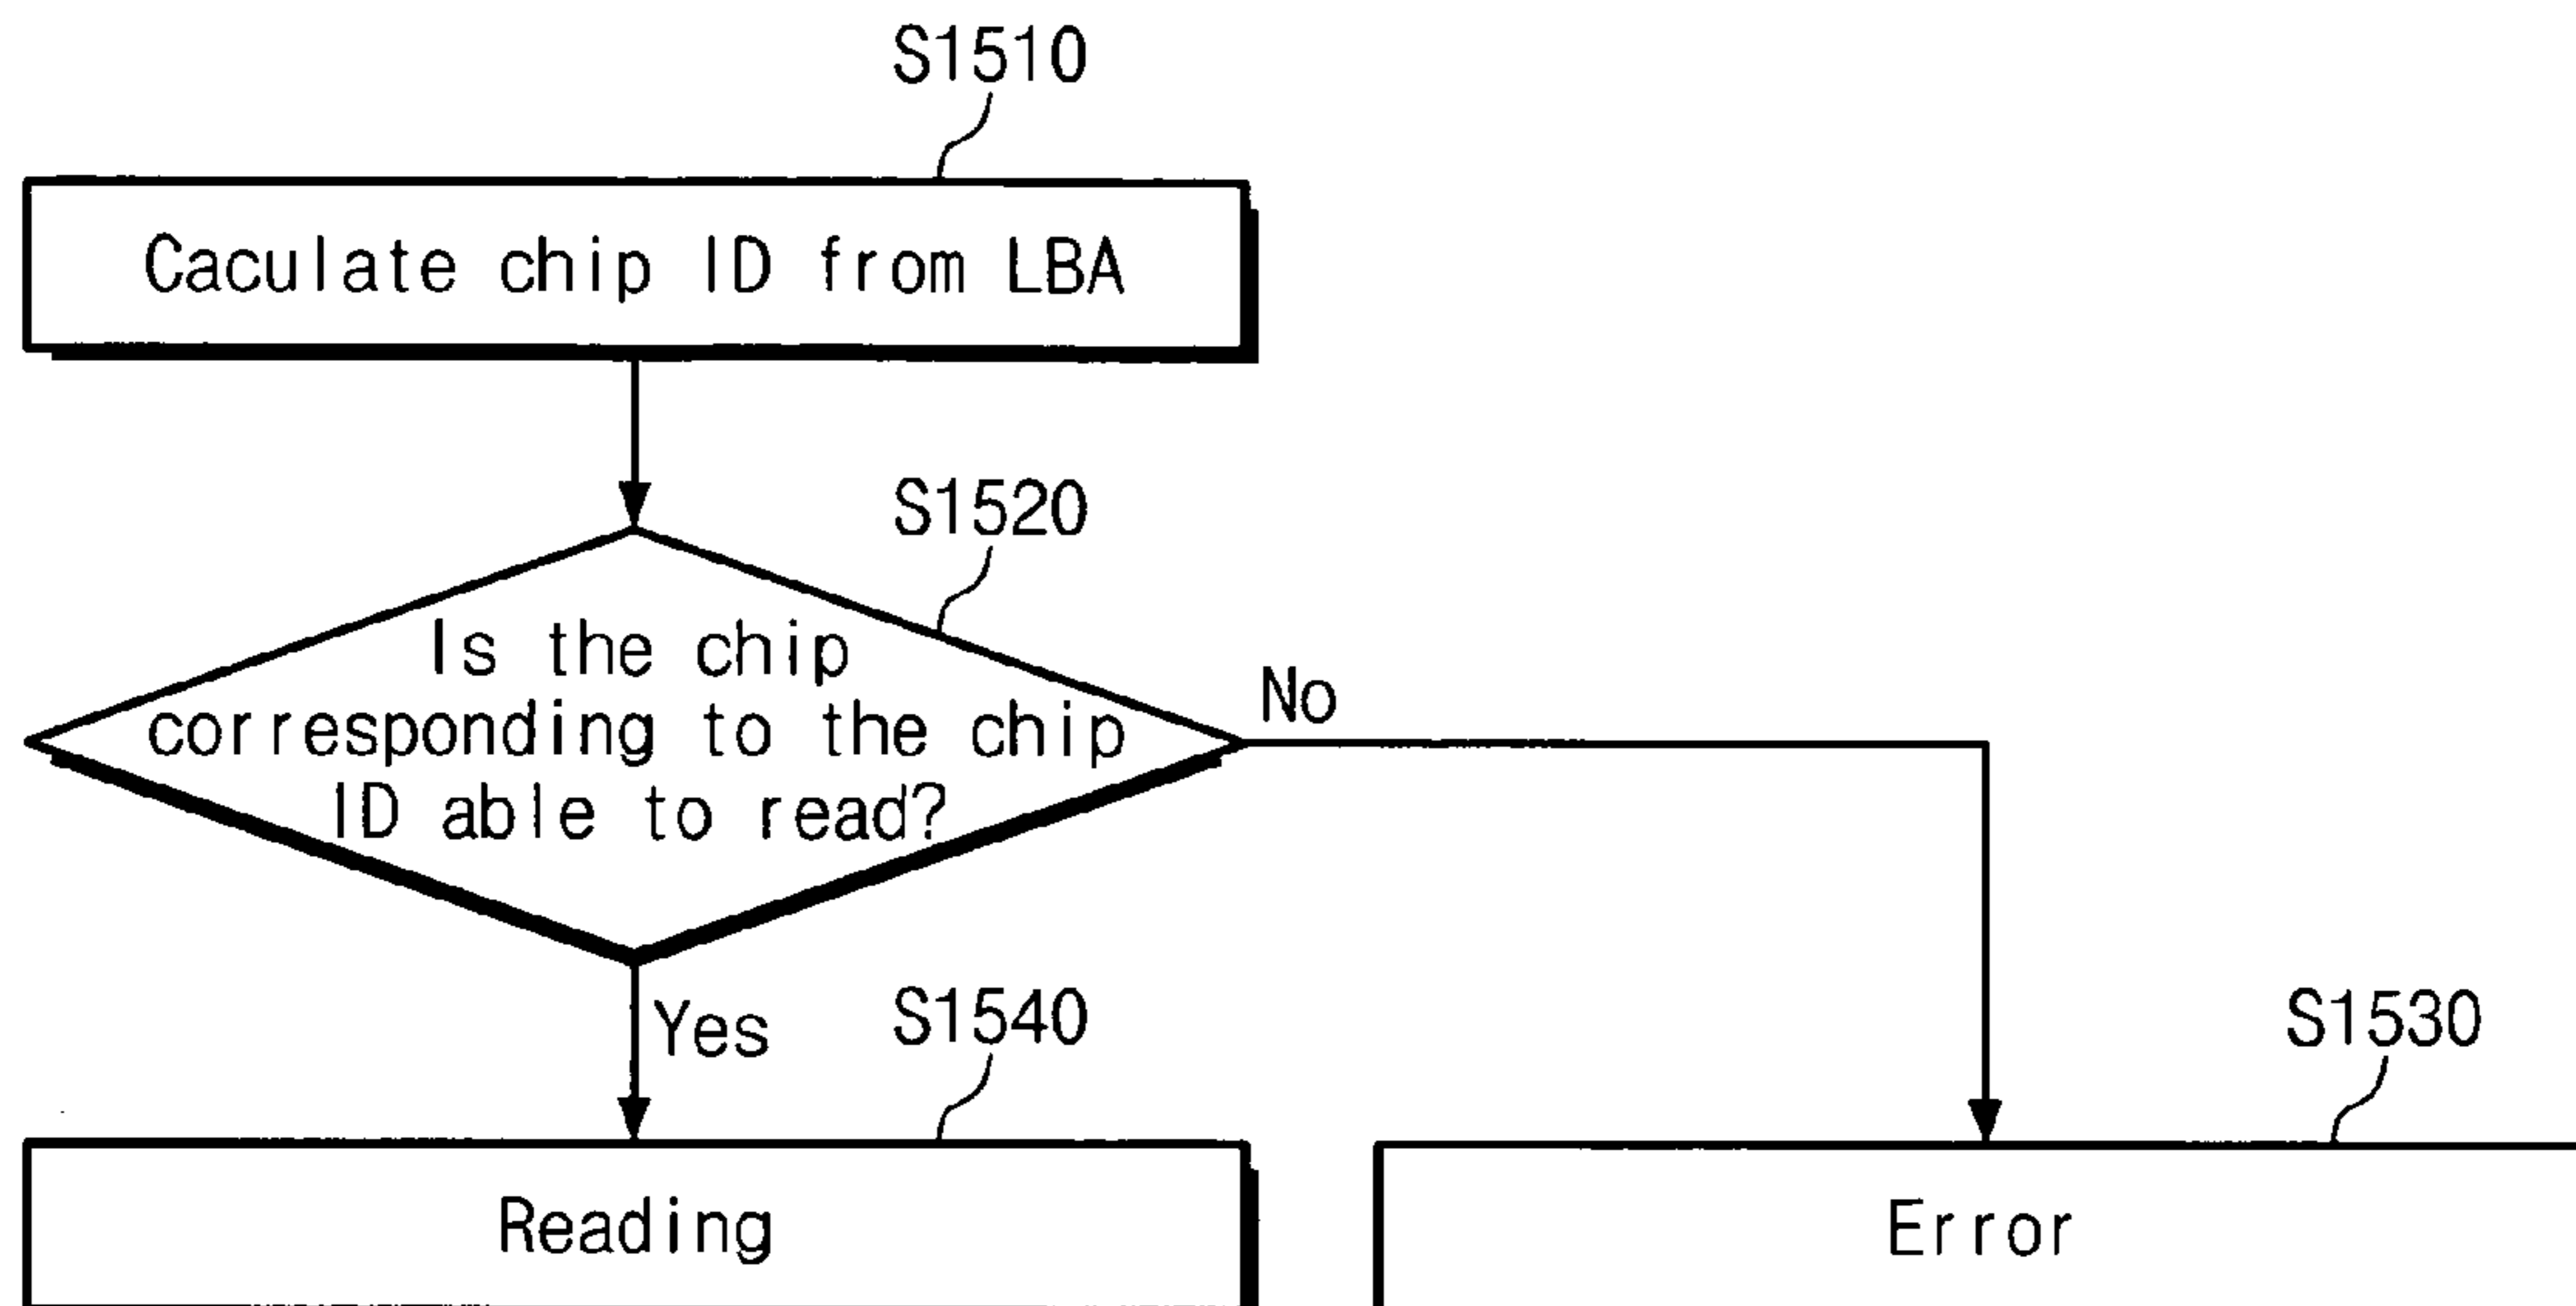 S1510
Caculate chip ID from LBA
S1520
Is the chip
corresponding to the chip
ID able to read?
No
Yes
S1540
S1530
Reading
Error